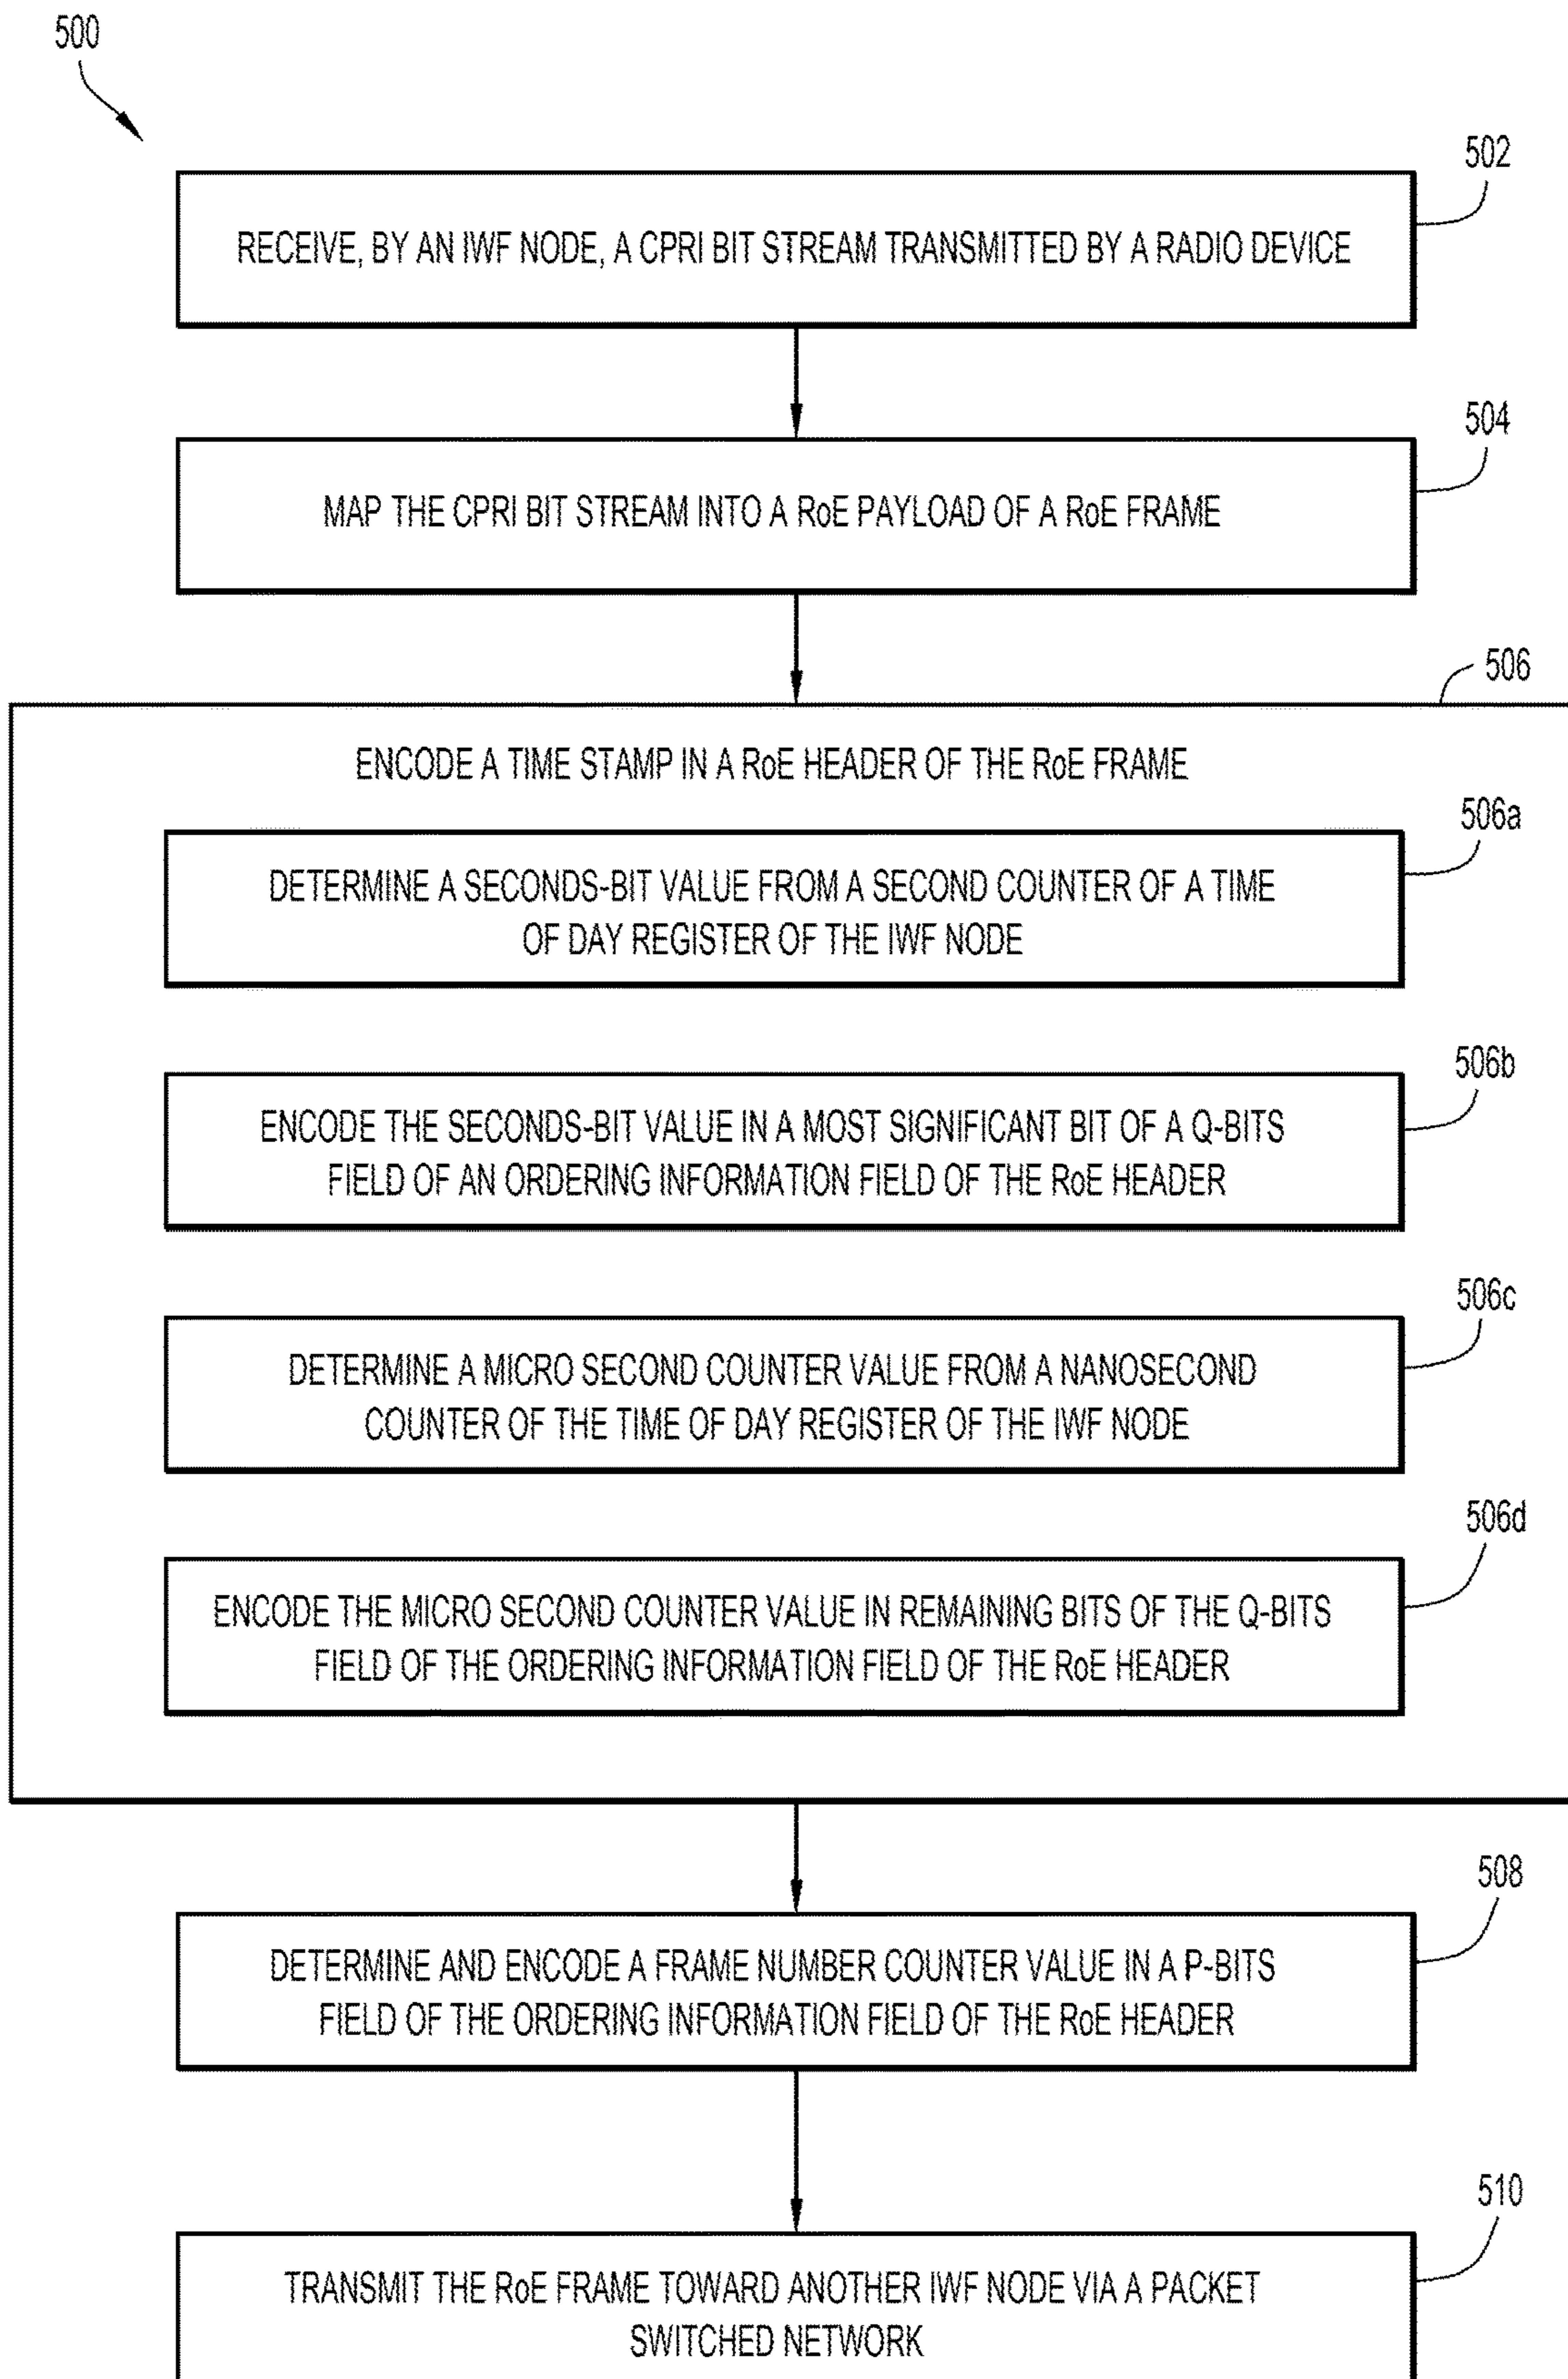 500
502
RECEIVE, BY AN IWF NODE, A CPRI BIT STREAM TRANSMITTED BY A RADIO DEVICE
504
MAP THE CPRI BIT STREAM INTO A RoE PAYLOAD OF A RoE FRAME
506
ENCODE A TIME STAMP IN A RoE HEADER OF THE RoE FRAME
506a
DETERMINE A SECONDS-BIT VALUE FROM A SECOND COUNTER OF A TIME
OF DAY REGISTER OF THE IWF NODE
506b
ENCODE THE SECONDS-BIT VALUE IN A MOST SIGNIFICANT BIT OF A Q-BITS
FIELD OF AN ORDERING INFORMATION FIELD OF THE RoE HEADER
506c
DETERMINE A MICRO SECOND COUNTER VALUE FROM A NANOSECOND
COUNTER OF THE TIME OF DAY REGISTER OF THE IWF NODE
506d
ENCODE THE MICRO SECOND COUNTER VALUE IN REMAINING BITS OF THE Q-BITS
FIELD OF THE ORDERING INFORMATION FIELD OF THE RoE HEADER
508
DETERMINE AND ENCODE A FRAME NUMBER COUNTER VALUE IN A P-BITS
FIELD OF THE ORDERING INFORMATION FIELD OF THE RoE HEADER
510
TRANSMIT THE RoE FRAME TOWARD ANOTHER IWF NODE VIA A PACKET
SWITCHED NETWORK